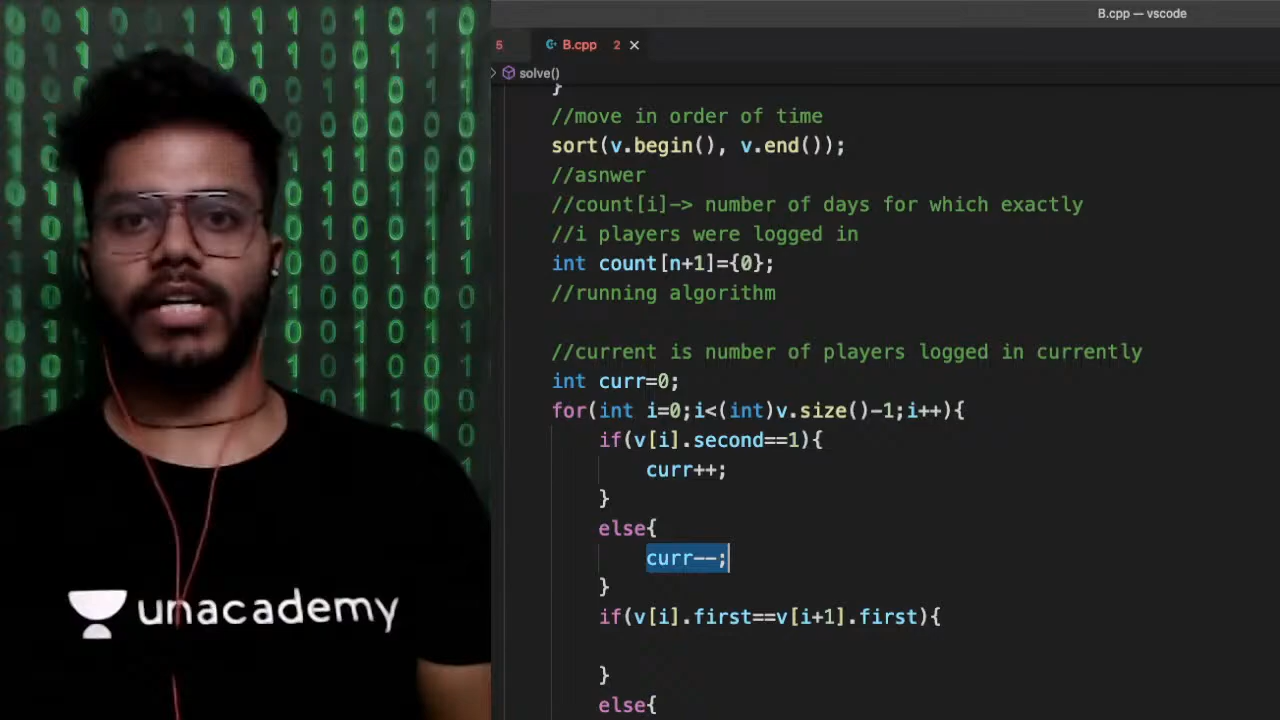 B.cpp — vscode
5 B.cpp 2
solve()
}
//move in order of time
sort(v.begin(), v.end());
//asnwer
//count[i]-> number of days for which exactly
//i players were logged in
int count[n+1]={0};
//running algorithm
//current is number of players logged in currently
int curr=0;
for(int i=0;i<(int)v.size()-1;i++){
if(v[i].second==1){
curr++;
}
else{
curr--;
}
if(v[i].first==v[i+1].first){
}
else{
unacademy